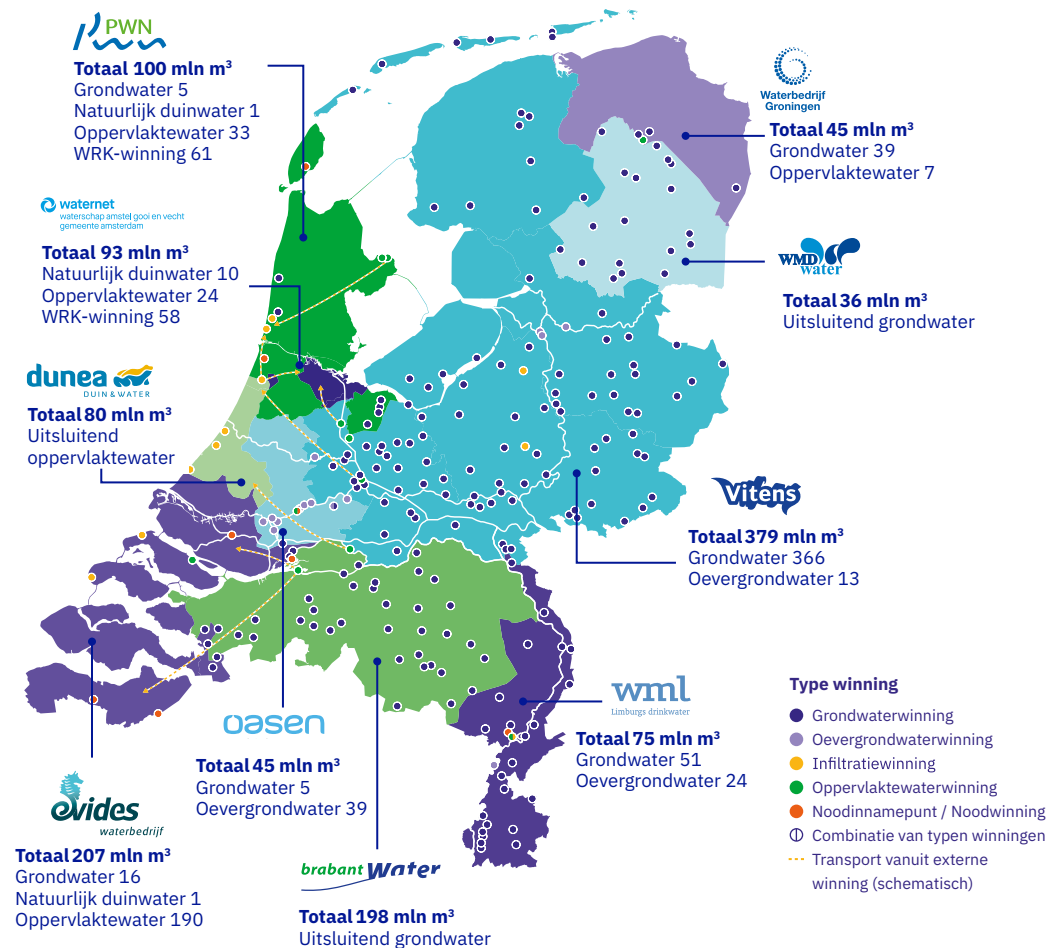 PWN
Totaal 100 mln m³
Grondwater 5
Natuurlijk duinwater 1
Oppervlaktewater 33
WRK-winning 61
Waterbedrijf
Groningen
Totaal 45 mln m³
Grondwater 39
Oppervlaktewater 7
waternet
waterschap amstel gooi en vecht
gemeente amsterdam
Totaal 93 mln m³
Natuurlijk duinwater 10
Oppervlaktewater 24
WRK-winning 58
WMD
water
Totaal 36 mln m³
Uitsluitend grondwater
dunea
DUIN & WATER
Totaal 80 mln m³
Uitsluitend
oppervlaktewater
Vitens
Totaal 379 mln m³
Grondwater 366
Oevergrondwater 13
wml
Limburgs drinkwater
Totaal 75 mln m³
Grondwater 51
Oevergrondwater 24
oasen
Totaal 45 mln m³
Grondwater 5
Oevergrondwater 39
evides
waterbedrijf
Totaal 207 mln m³
Grondwater 16
Natuurlijk duinwater 1
Oppervlaktewater 190
brabant Water
Totaal 198 mln m³
Uitsluitend grondwater
Type winning
Grondwaterwinning
Oevergrondwaterwinning
Infiltratiewinning
Oppervlaktewaterwinning
Noodinnamepunt / Noodwinning
Combinatie van typen winningen
Transport vanuit externe
winning (schematisch)